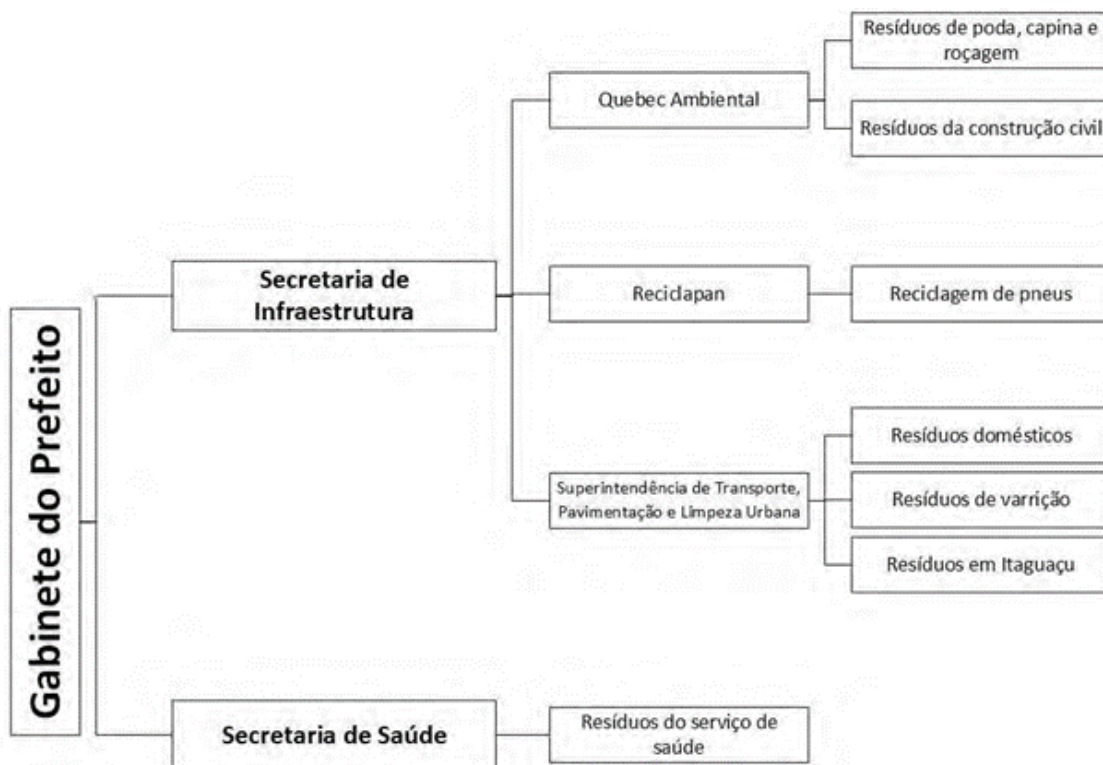 Gabinete do Prefeito
Secretaria de
Infraestrutura
Quebec Ambiental
Resíduos de poda, capina e
roçagem
Resíduos da construção civil
Reciclapan
Reciclagem de pneus
Superintendência de Transporte,
Pavimentação e Limpeza Urbana
Resíduos domésticos
Resíduos de varrição
Resíduos em Itaguaçu
Secretaria de Saúde
Resíduos do serviço de
saúde